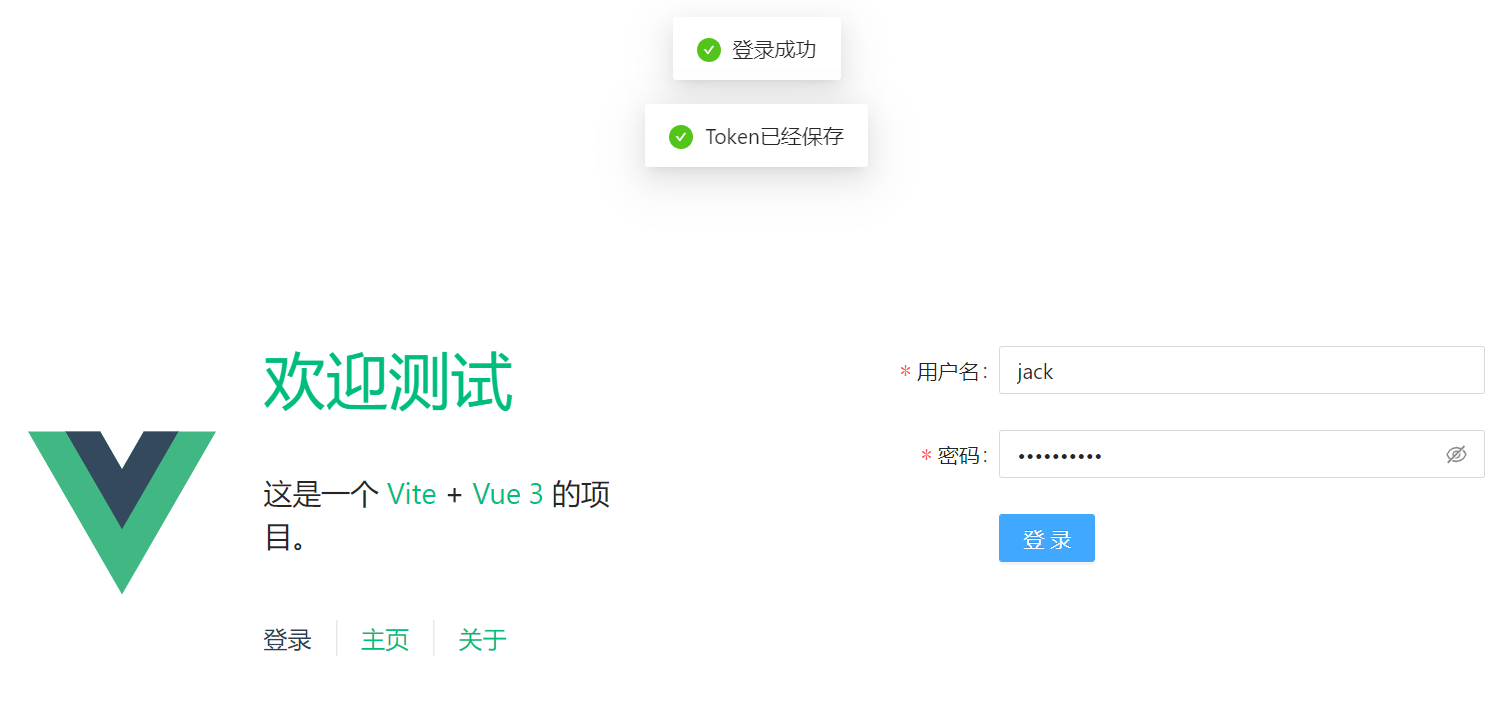 登录成功
Token已经保存
欢迎测试
这是一个 Vite + Vue 3 的项
目。
登录
主页
关于
* 用户名：
jack
* 密码：
••••••••••
登 录